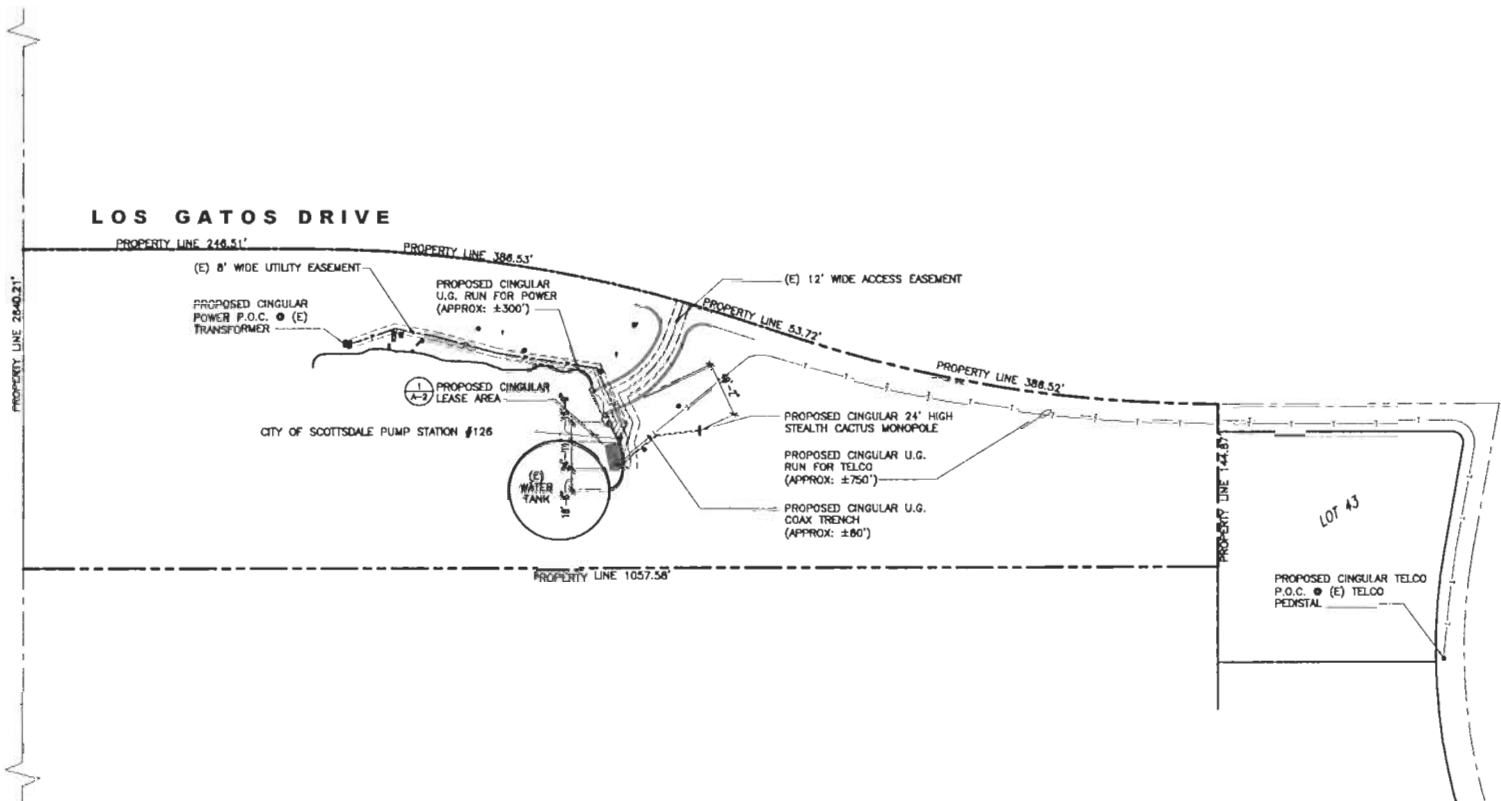 LOS GATOS DRIVE
PROPERTY LINE 246.51'
PROPERTY LINE 386.53'
(E) 8' WIDE UTILITY EASEMENT
(E) 12' WIDE ACCESS EASEMENT
PROPOSED CINGULAR
U.G. RUN FOR POWER
(APPROX: ±300')
PROPOSED CINGULAR
POWER P.O.C. @ (E)
TRANSFORMER
PROPERTY LINE 2640.21'
PROPERTY LINE 53.72'
PROPERTY LINE 386.52'
1
A-2
PROPOSED CINGULAR
LEASE AREA
CITY OF SCOTTSDALE PUMP STATION #126
PROPOSED CINGULAR 24' HIGH
STEALTH CACTUS MONOPOLE
PROPOSED CINGULAR U.G.
RUN FOR TELCO
(APPROX: ±750')
(E)
WATER
TANK
PROPOSED CINGULAR U.G.
COAX TRENCH
(APPROX: ±60')
PROPERTY LINE 144.87'
LOT 43
PROPERTY LINE 1057.58'
PROPOSED CINGULAR TELCO
P.O.C. @ (E) TELCO
PEDISTAL